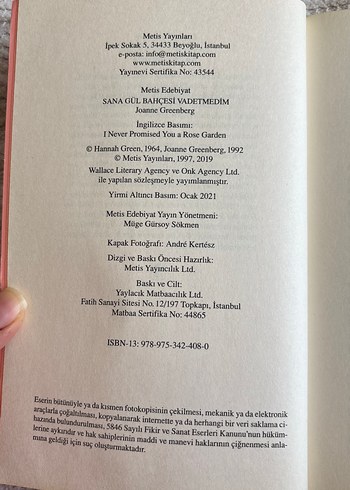 Metis Yayınları
İpek Sokak 5, 34433 Beyoğlu, İstanbul
e-posta: info@metiskitap.com
www.metiskitap.com
Yayınevi Sertifika No: 43544
Metis Edebiyat
SANA GÜL BAHÇESİ VADETMEDİM
Joanne Greenberg
İngilizce Basımı:
I Never Promised You a Rose Garden
© Hannah Green, 1964, Joanne Greenberg, 1992
© Metis Yayınları, 1997, 2019
Wallace Literary Agency ve Onk Agency Ltd.
ile yapılan sözleşmeyle yayımlanmıştır.
Yirmi Altıncı Basım: Ocak 2021
Metis Edebiyat Yayın Yönetmeni:
Müge Gürsoy Sökmen
Kapak Fotoğrafı: André Kertész
Dizgi ve Baskı Öncesi Hazırlık:
Metis Yayıncılık Ltd.
Baskı ve Cilt:
Yaylacık Matbaacılık Ltd.
Fatih Sanayi Sitesi No. 12/197 Topkapı, İstanbul
Matbaa Sertifika No: 44865
ISBN-13: 978-975-342-408-0
Eserin bütünüyle ya da kısmen fotokopisinin çekilmesi, mekanik ya da elektronik
araçlarla çoğaltılması, kopyalanarak internette ya da herhangi bir veri saklama ci-
hazında bulundurulması, 5846 Sayılı Fikir ve Sanat Eserleri Kanunu'nun hüküm-
lerine aykırıdır ve hak sahiplerinin maddi ve manevi haklarının çiğnenmesi anla-
mına geldiği için suç oluşturmaktadır.